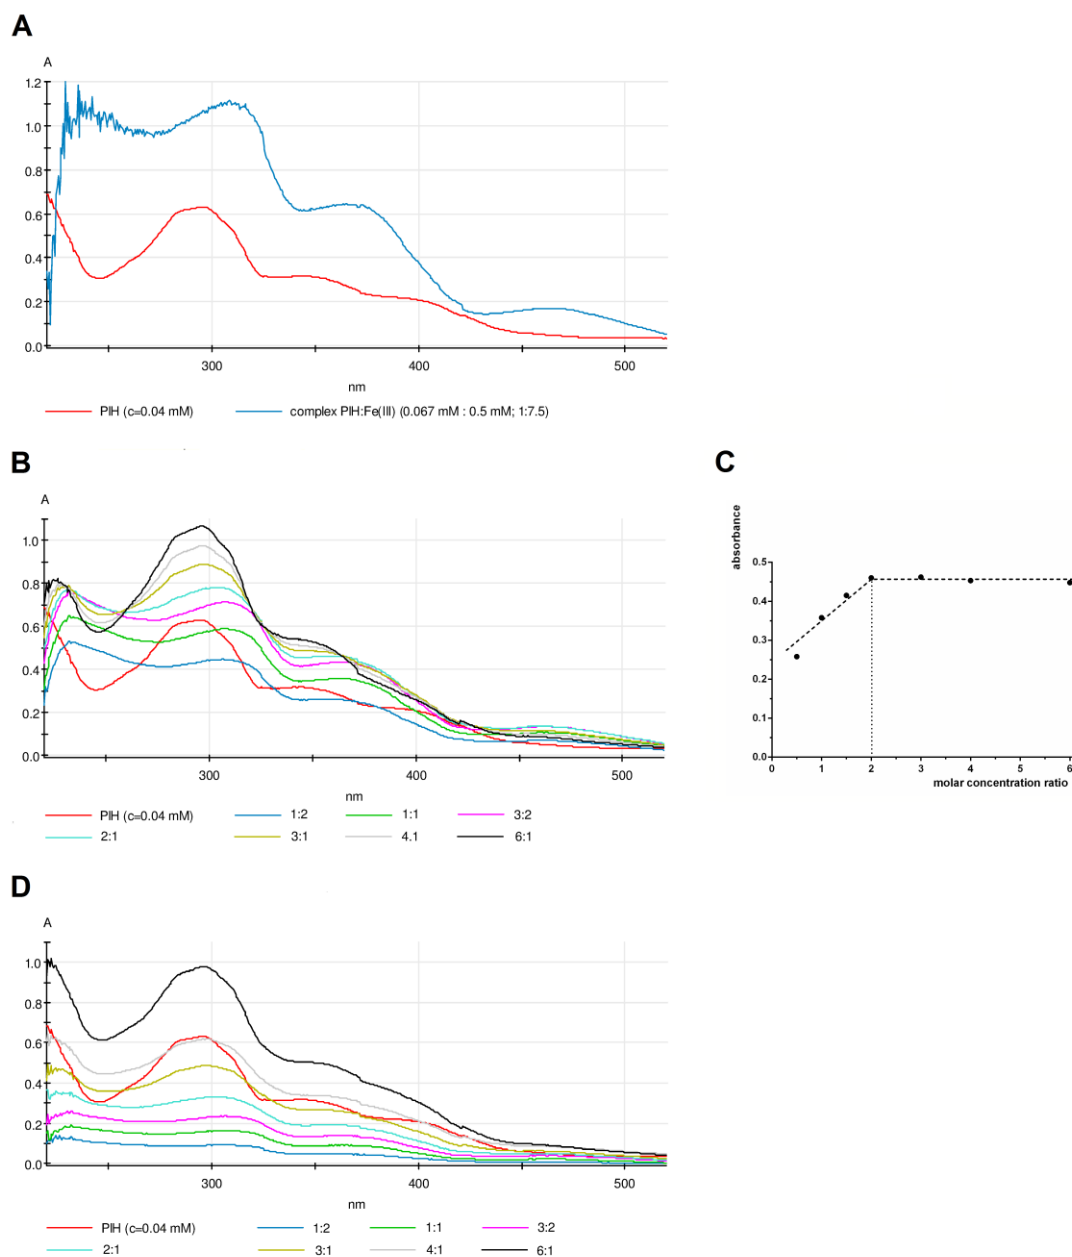 A
A
1.2
1.0
0.8
0.6
0.4
0.2
0.0
300 400 500
nm
PIH (c=0.04 mM) complex PIH:Fe(III) (0.067 mM : 0.5 mM; 1:7.5)
B
A
1.0
0.8
0.6
0.4
0.2
0.0
300 400 500
nm
PIH (c=0.04 mM) 1:2 1:1 3:2
2:1 3:1 4.1 6:1
C
absorbance
0.5
0.4
0.3
0.2
0.1
0.0
0 1 2 3 4 5 6
molar concentration ratio
D
A
1.0
0.8
0.6
0.4
0.2
0.0
300 400 500
nm
PIH (c=0.04 mM) 1:2 1:1 3:2
2:1 3:1 4:1 6:1